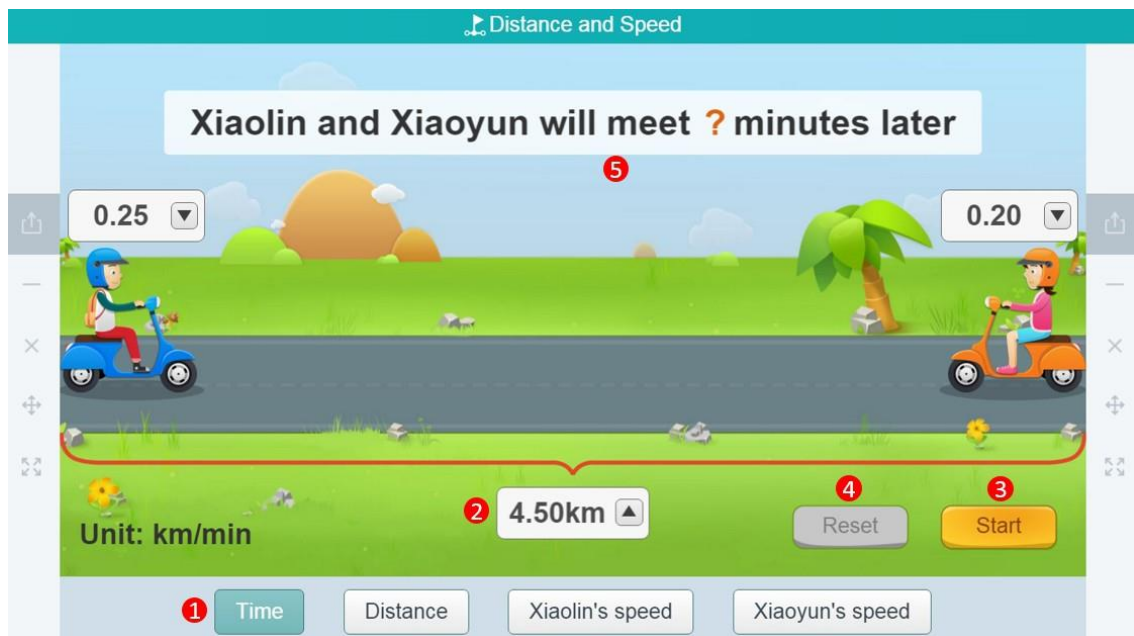 Distance and Speed
Xiaolin and Xiaoyun will meet ? minutes later
5
0.25
0.20
4
3
2
4.50km
Reset
Start
Unit: km/min
1
Time
Distance
Xiaolin's speed
Xiaoyun's speed